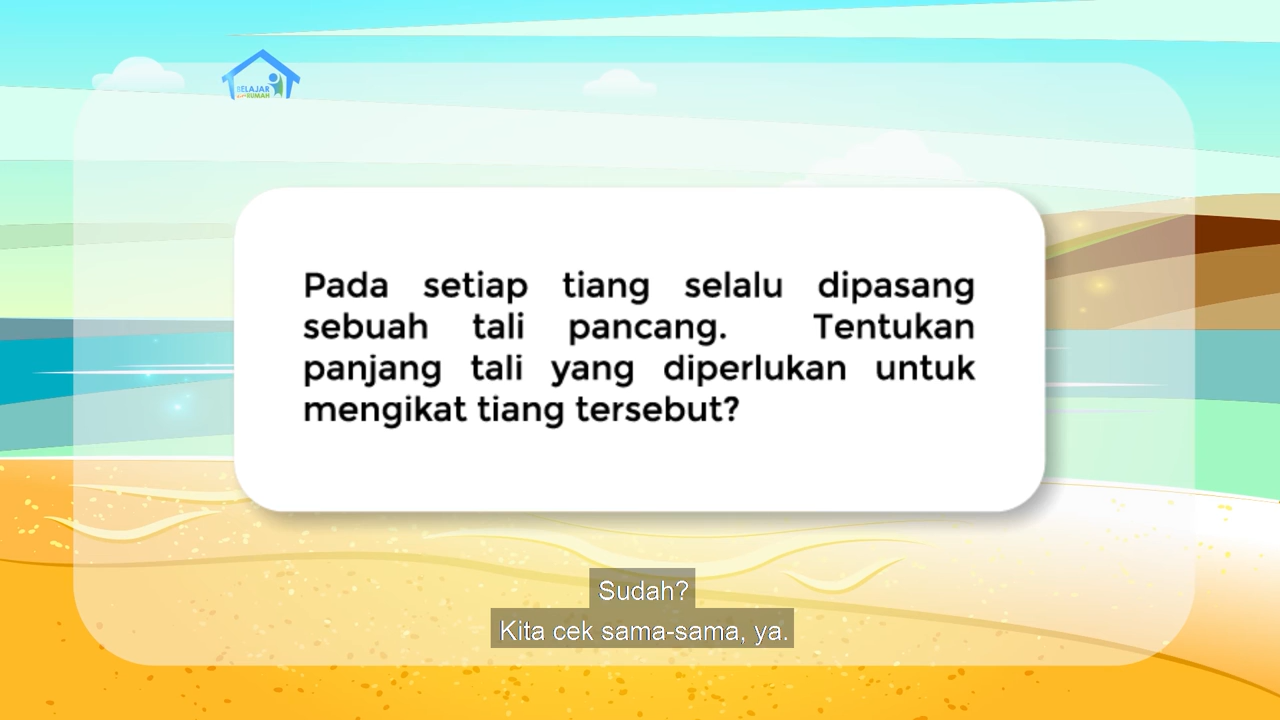 BELAJAR
RUMAH
Pada setiap tiang selalu dipasang
sebuah tali pancang. Tentukan
panjang tali yang diperlukan untuk
mengikat tiang tersebut?
Sudah?
Kita cek sama-sama, ya.